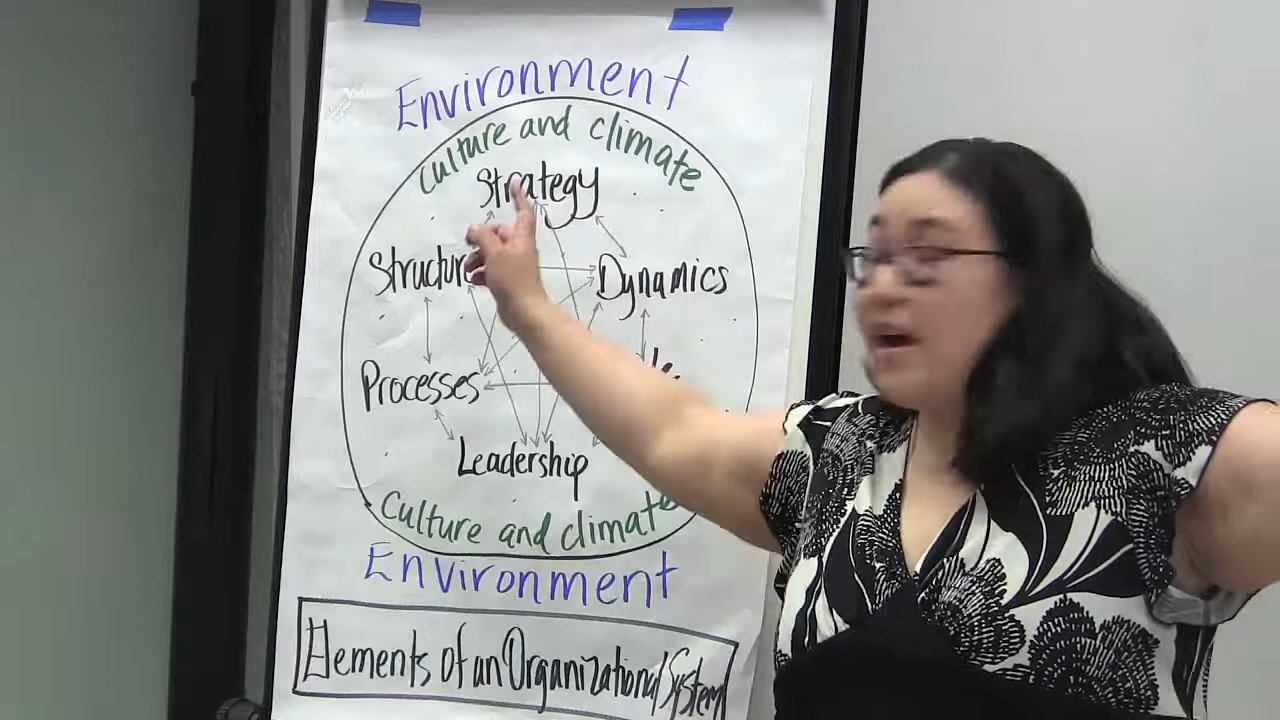 Environment
Culture and climate
Strategy
Structure
Dynamics
Processes
Leadership
Culture and climate
Environment
Elements of an Organizational System